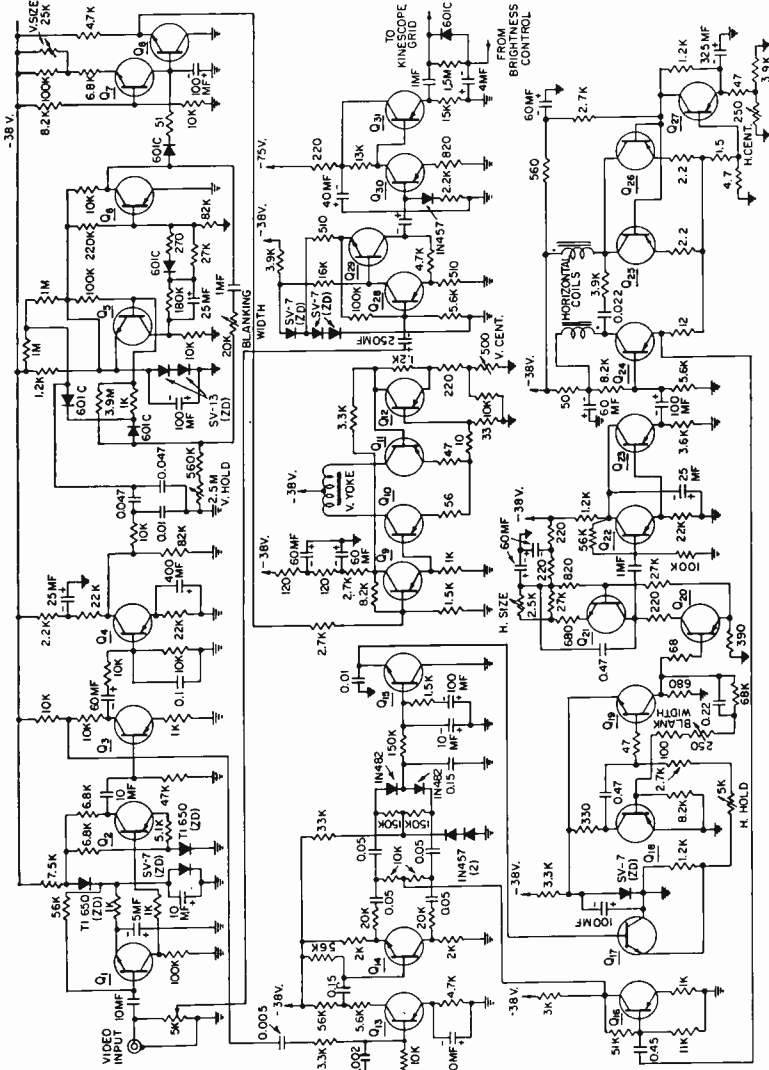 -38 V.
V. SIZE
25K
8.2K
100K
4.7K
6.8K
Q7
Q8
100
MF
10K
51
601C
10K
220K
Q6
1M
1M
100K
Q5
601C
270
27K
82K
180K
25MF
1MF
20K
10K
BLANKING
WIDTH
1.2K
601C
3.9M
1K
601C
100
MF
SV-13
(ZD)
0.047
0.047
560K
2.5M
V. HOLD
10K
0.01
82K
2.2K
25MF
22K
Q4
400
MF
22K
10K
60MF
10K
10K
0.1
10K
Q3
1K
10
MF
6.8K
6.8K
Q2
47K
5.1K
TI 650
(ZD)
7.5K
56K
TI 650
(ZD)
1K
1K
SV-7
(ZD)
10
MF
5MF
Q1
100K
10MF
VIDEO
INPUT
5K
TO
KINESCOPE
GRID
601C
FROM
BRIGHTNESS
CONTROL
1MF
1.5M
4MF
15K
Q31
-75V.
220
13K
40MF
Q30
820
2.2K
IN457
-38V.
3.9K
510
16K
Q29
SV-7
(ZD)
SV-7
(ZD)
100K
Q28
4.7K
510
5.6K
250MF
1.2K
500
V. CENT.
220
Q12
10K
33
3.3K
Q11
10
47
-38V.
V. YOKE
Q10
56
-38V.
60MF
120
120
60
MF
2.7K
8.2K
Q9
1K
1.5K
2.7K
0.01
Q15
1.5K
100
MF
150K
10
MF
0.15
IN482
IN482
150K
150K
33K
0.05
0.05
10K
IN457
(2)
0.05
0.05
20K
20K
56K
2K
Q14
2K
0.15
-38V.
56K
5.6K
Q13
4.7K
0.005
3.3K
10K
60MF
560
2.7K
1.2K
325MF
Q27
47
250
3.9K
H.CENT.
Q26
2.2
1.5
4.7
HORIZONTAL
COILS
Q25
2.2
3.9K
0.022
-38V.
50
8.2K
60
MF
Q24
12
5.6K
100
MF
Q23
3.6K
-38V.
1.2K
25
MF
56K
Q22
22K
100K
60MF
220
220
H. SIZE
2.5K
820
27K
1MF
27K
680
Q21
220
Q20
0.47
68
390
Q19
680
68K
0.22
BLANK
WIDTH
250
47
0.47
100
2.7K
330
Q18
8.2K
5K
H. HOLD
-38V.
3.3K
SV-7
(ZD)
1.2K
100MF
Q17
-38V.
3K
Q16
1K
51K
11K
0.45